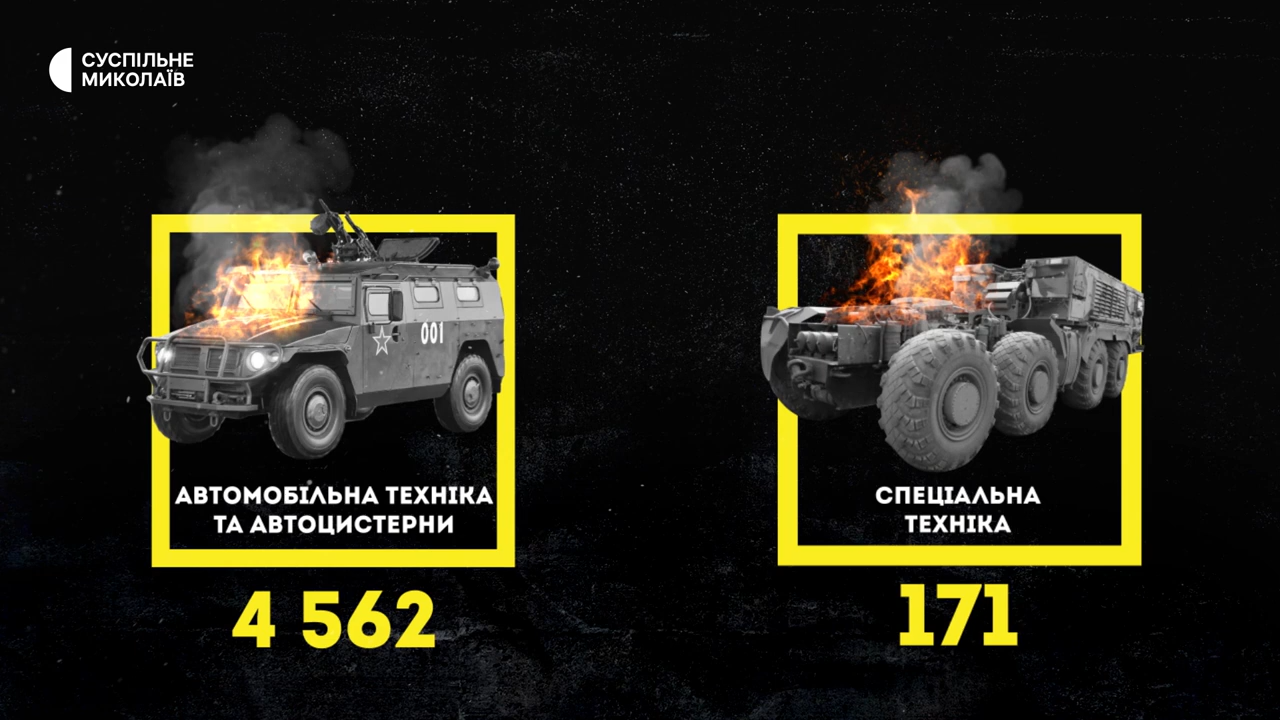 СУСПІЛЬНЕ
МИКОЛАЇВ
001
АВТОМОБІЛЬНА ТЕХНІКА
ТА АВТОЦИСТЕРНИ
4 562
СПЕЦІАЛЬНА
ТЕХНІКА
171